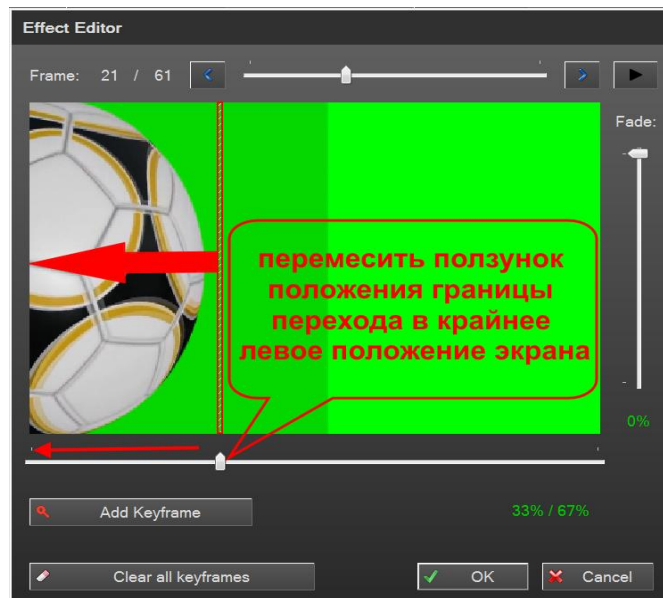 Effect Editor
Frame: 21 / 61
Fade:
перемесить ползунок
положения границы
перехода в крайнее
левое положение экрана
0%
Add Keyframe
33% / 67%
Clear all keyframes
OK
Cancel